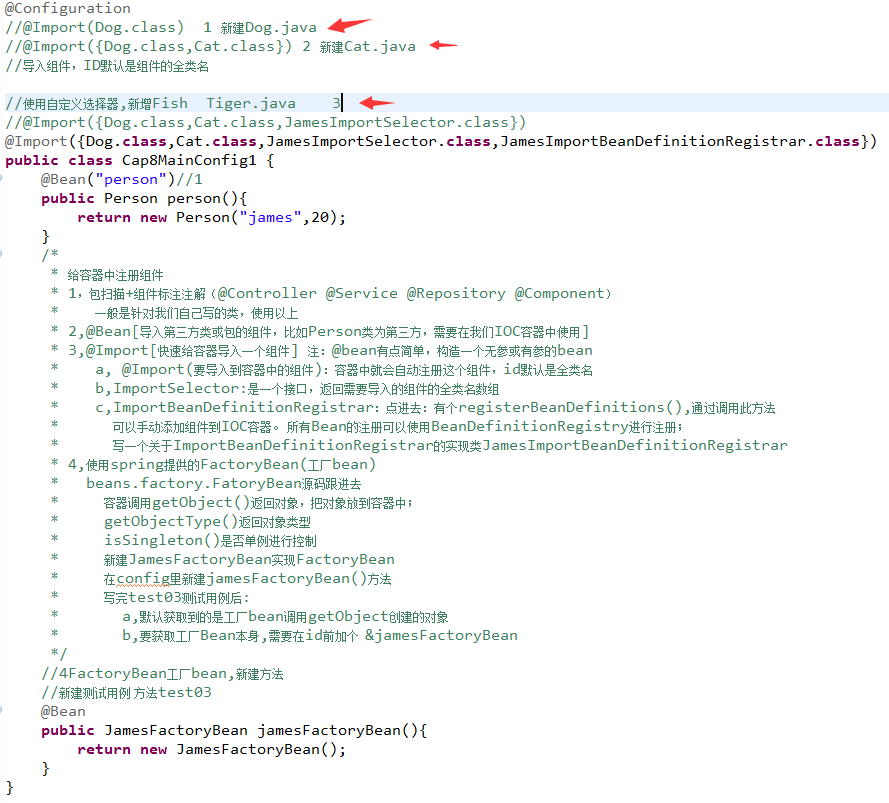 @Configuration
//@Import(Dog.class)  1 新建Dog.java
//@Import({Dog.class,Cat.class}) 2 新建Cat.java
//导入组件，ID默认是组件的全类名
//使用自定义选择器,新增Fish  Tiger.java    3
//@Import({Dog.class,Cat.class,JamesImportSelector.class})
@Import({Dog.class,Cat.class,JamesImportSelector.class,JamesImportBeanDefinitionRegistrar.class})
public class Cap8MainConfig1 {
    @Bean("person")//1
    public Person person(){
        return new Person("james",20);
    }
    /*
     * 给容器中注册组件
     * 1，包扫描+组件标注注解（@Controller @Service @Repository @Component）
     *    一般是针对我们自己写的类，使用以上
     * 2,@Bean[导入第三方类或包的组件，比如Person类为第三方，需要在我们IOC容器中使用]
     * 3,@Import[快速给容器导入一个组件] 注：@bean有点简单，构造一个无参或有参的bean
     *    a, @Import(要导入到容器中的组件)：容器中就会自动注册这个组件，id默认是全类名
     *    b,ImportSelector:是一个接口，返回需要导入的组件的全类名数组
     *    c,ImportBeanDefinitionRegistrar：点进去：有个registerBeanDefinitions(),通过调用此方法
     *      可以手动添加组件到IOC容器。所有Bean的注册可以使用BeanDefinitionRegistry进行注册；
     *      写一个关于ImportBeanDefinitionRegistrar的实现类JamesImportBeanDefinitionRegistrar
     * 4,使用spring提供的FactoryBean(工厂bean)
     *   beans.factory.FatoryBean源码跟进去
     *     容器调用getObject()返回对象，把对象放到容器中；
     *     getObjectType()返回对象类型
     *     isSingleton()是否单例进行控制
     *     新建JamesFactoryBean实现FactoryBean
     *     在config里新建jamesFactoryBean()方法
     *     写完test03测试用例后:
     *       a,默认获取到的是工厂bean调用getObject创建的对象
     *       b,要获取工厂Bean本身,需要在id前加个 &jamesFactoryBean
     */
    //4FactoryBean工厂bean,新建方法
    //新建测试用例 方法test03
    @Bean
    public JamesFactoryBean jamesFactoryBean(){
        return new JamesFactoryBean();
    }
}